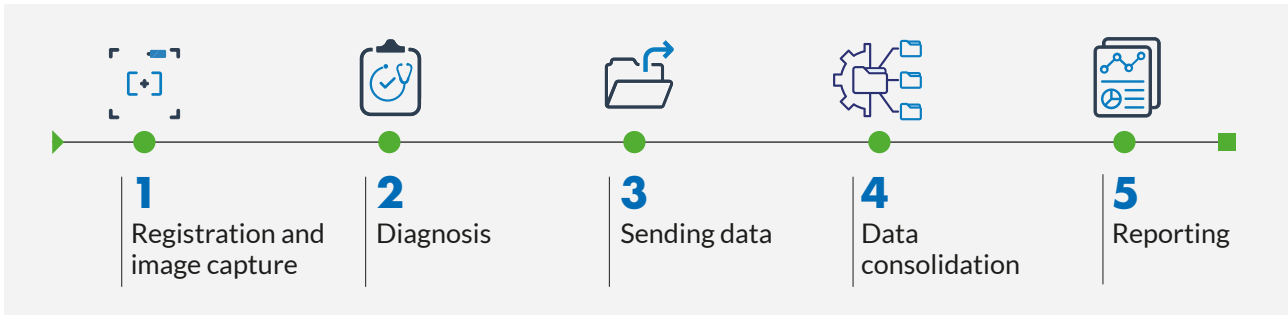 1
Registration and
image capture
2
Diagnosis
3
Sending data
4
Data
consolidation
5
Reporting